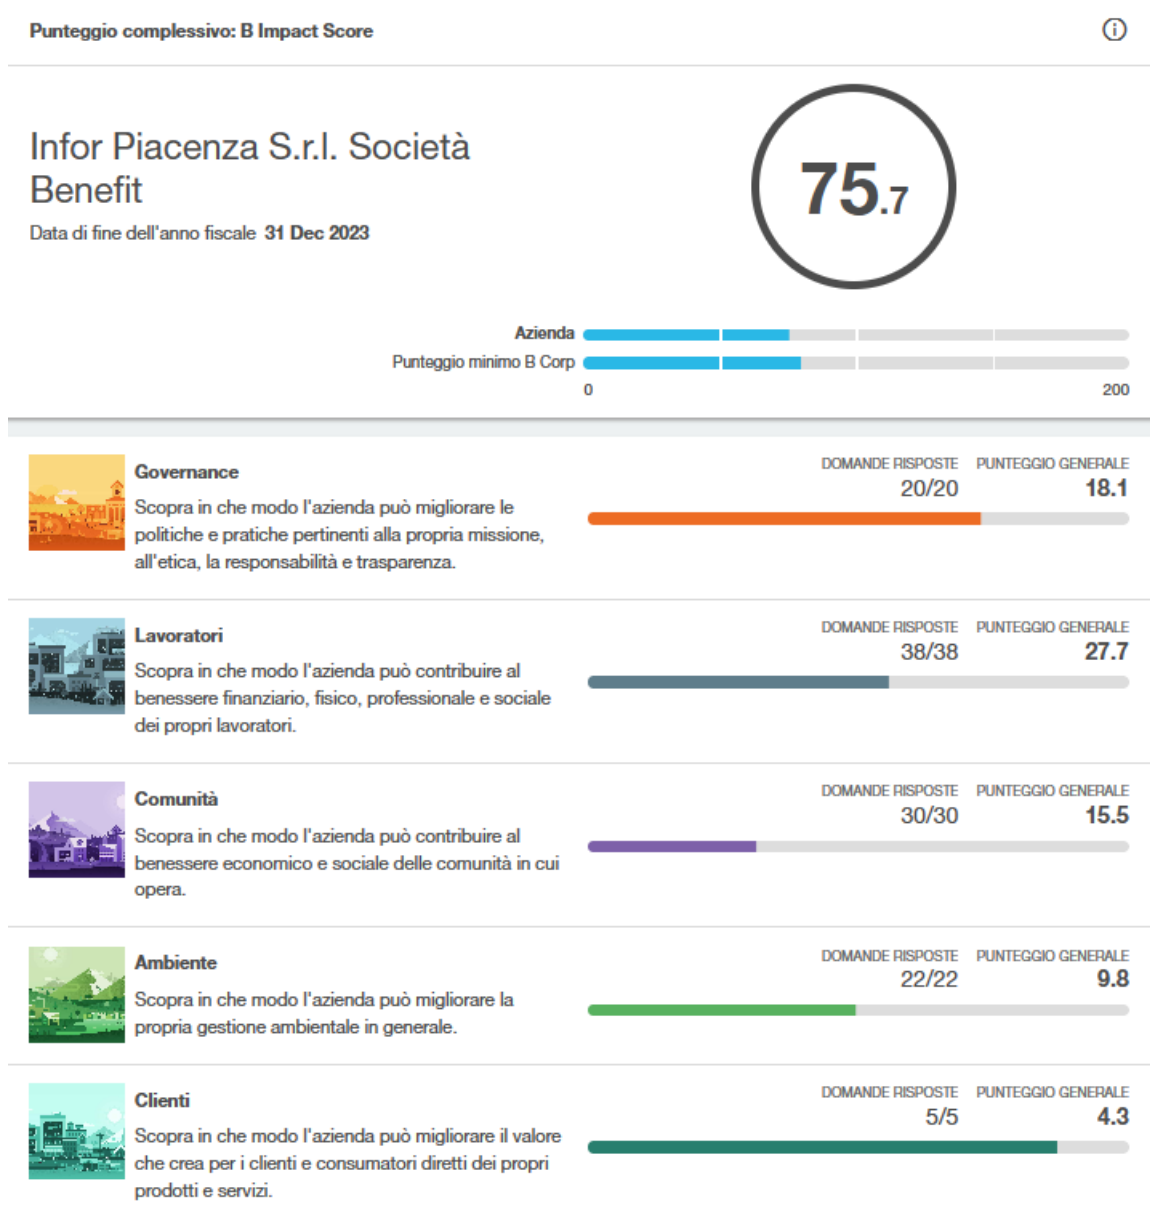 Punteggio complessivo: B Impact Score
Infor Piacenza S.r.l. Società
Benefit
Data di fine dell'anno fiscale 31 Dec 2023
75.7
Azienda
Punteggio minimo B Corp
0 200
Governance
Scopra in che modo l'azienda può migliorare le
politiche e pratiche pertinenti alla propria missione,
all'etica, la responsabilità e trasparenza.
DOMANDE RISPOSTE PUNTEGGIO GENERALE
20/20 18.1
Lavoratori
Scopra in che modo l'azienda può contribuire al
benessere finanziario, fisico, professionale e sociale
dei propri lavoratori.
DOMANDE RISPOSTE PUNTEGGIO GENERALE
38/38 27.7
Comunità
Scopra in che modo l'azienda può contribuire al
benessere economico e sociale delle comunità in cui
opera.
DOMANDE RISPOSTE PUNTEGGIO GENERALE
30/30 15.5
Ambiente
Scopra in che modo l'azienda può migliorare la
propria gestione ambientale in generale.
DOMANDE RISPOSTE PUNTEGGIO GENERALE
22/22 9.8
Clienti
Scopra in che modo l'azienda può migliorare il valore
che crea per i clienti e consumatori diretti dei propri
prodotti e servizi.
DOMANDE RISPOSTE PUNTEGGIO GENERALE
5/5 4.3